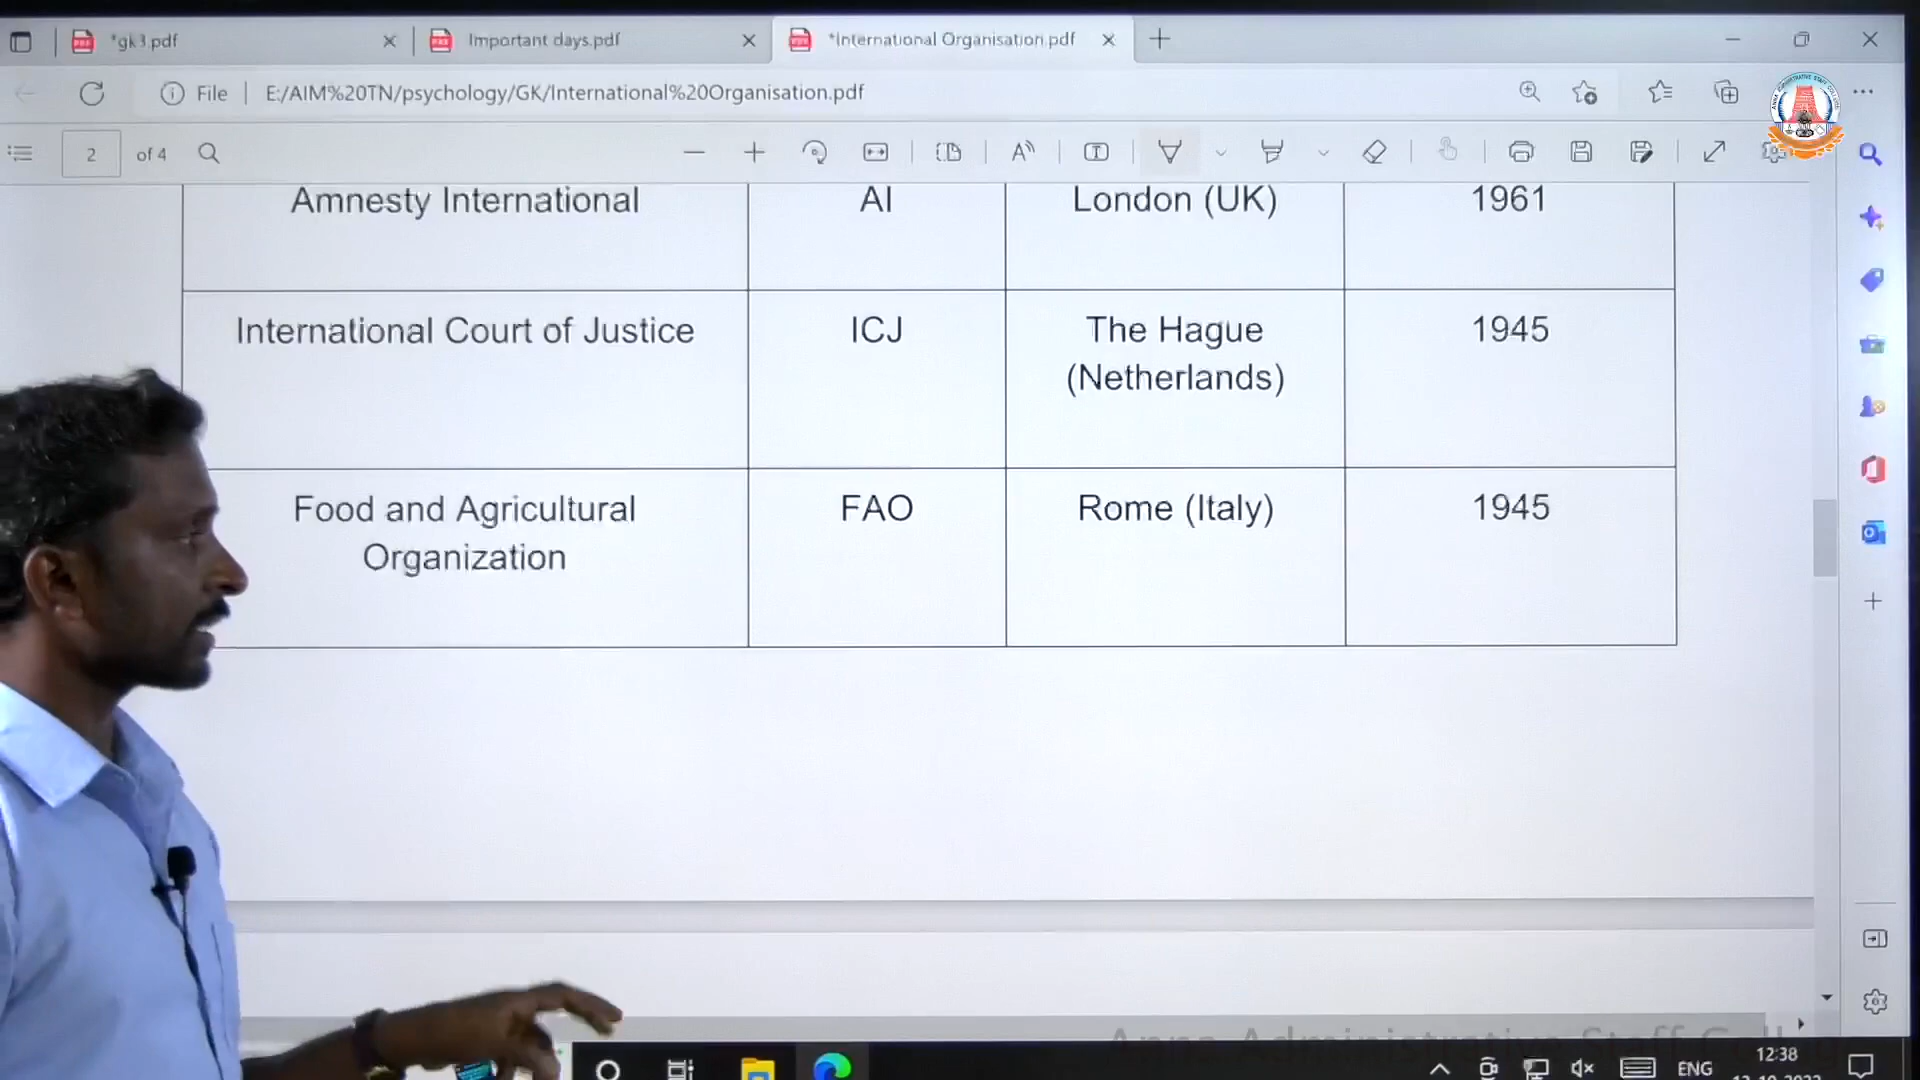 *gk3.pdf
Important days.pdf
*International Organisation.pdf
File
E:/AIM%20TN/psychology/GK/International%20Organisation.pdf
2 of 4
Amnesty International AI London (UK) 1961
International Court of Justice ICJ The Hague (Netherlands) 1945
Food and Agricultural Organization FAO Rome (Italy) 1945
ENG
12:38